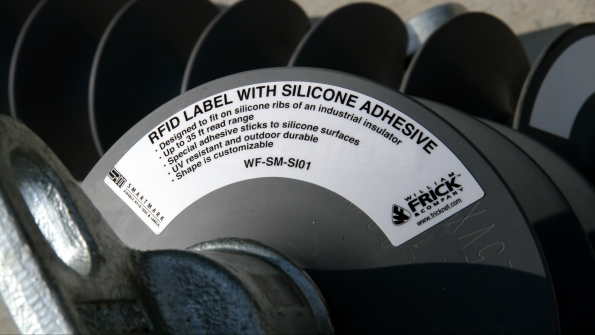 RFID LABEL WITH SILICONE ADHESIVE
• Designed to fit on silicone ribs of an industrial insulator
• Up to 35 ft read range
• Special adhesive sticks to silicone surfaces
• UV resistant and outdoor durable
• Shape is customizable
WF-SM-SI01
SMARTMARK
WILLIAM
FRICK
& COMPANY
www.fricknet.com